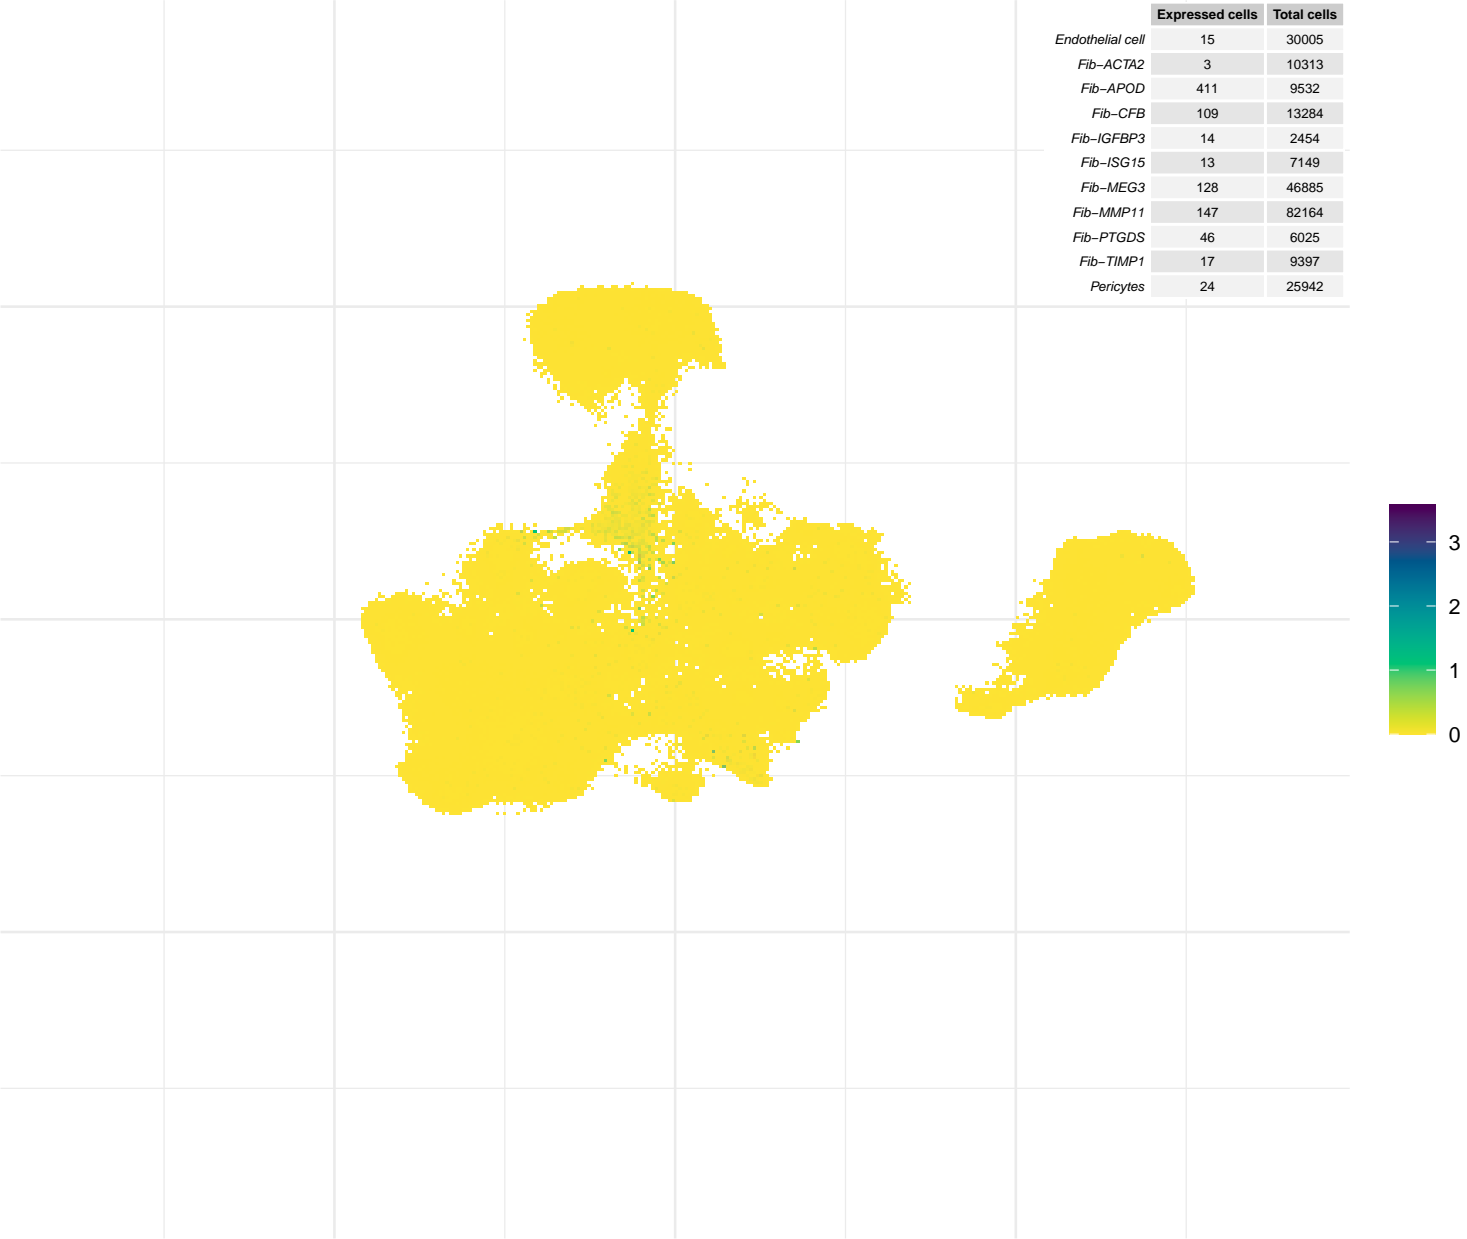 Expressed cells Total cells
Endothelial cell 15 30005
Fib−ACTA2 3 10313
Fib−APOD 411 9532
Fib−CFB 109 13284
Fib−IGFBP3 14 2454
Fib−ISG15 13 7149
Fib−MEG3 128 46885
Fib−MMP11 147 82164
Fib−PTGDS 46 6025
Fib−TIMP1 17 9397
Pericytes 24 25942
3
2
1
0